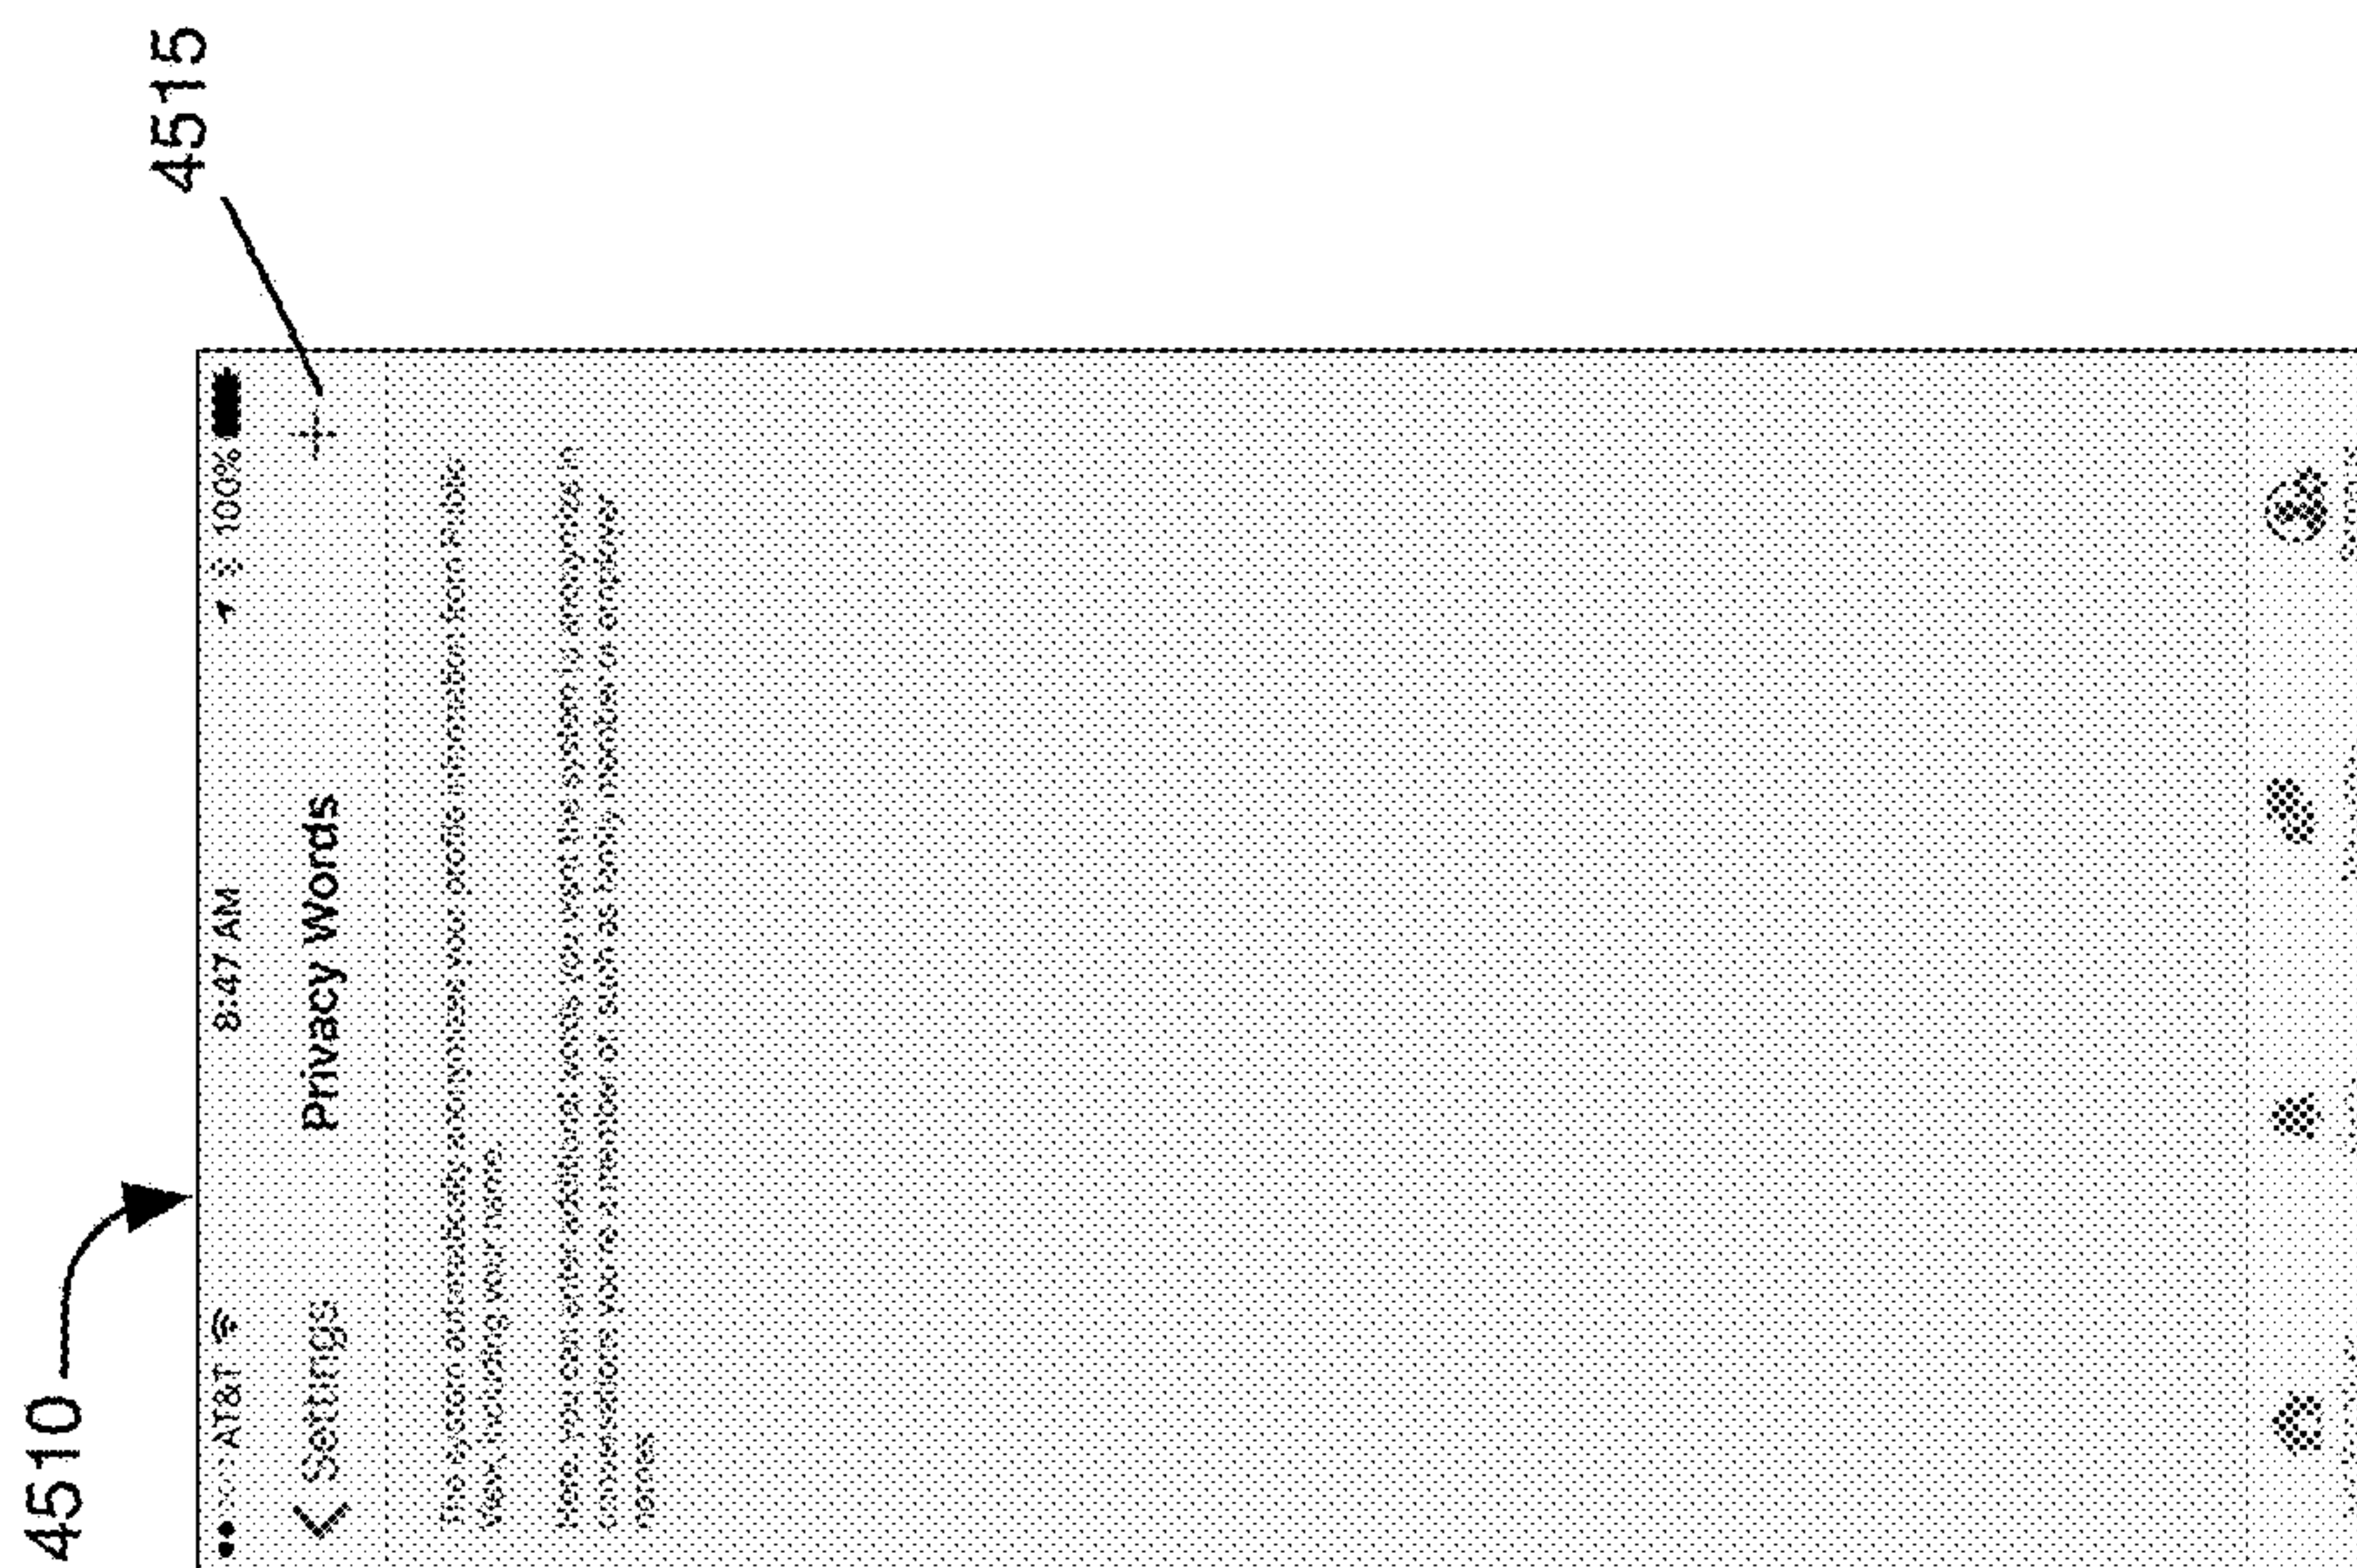 4510
4515
AT&T 8:47 AM 100%
Settings Privacy Words +
The system automatically anonymizes your profile information from Public
View, including your name.
Here, you can enter additional words you want the system to anonymize in
conversations you're a member of such as family member or employer
names